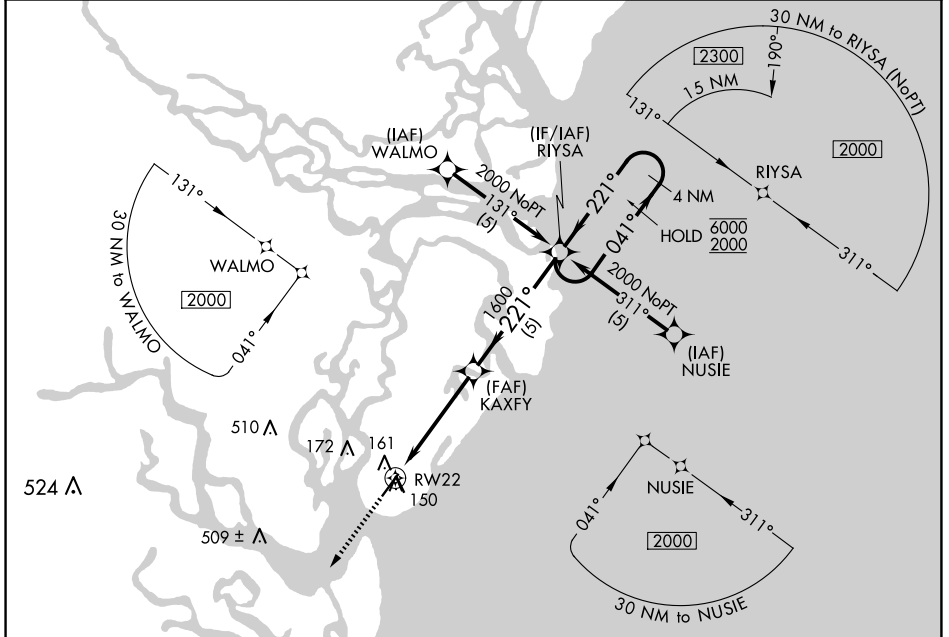 30 NM to RIYSA (NoPT)
2300
190°
15 NM
131°
2000
RIYSA
311°
(IAF)
WALMO
(IF/IAF)
RIYSA
2000 NoPT
131°
(5)
221°
041°
4 NM
HOLD
6000
2000
131°
WALMO
2000
041°
30 NM to WALMO
2000 NoPT
311°
(5)
(IAF)
NUSIE
1600
221°
(5)
(FAF)
KAXFY
510
172
161
RW22
150
524
509 ±
NUSIE
041°
311°
2000
30 NM to NUSIE